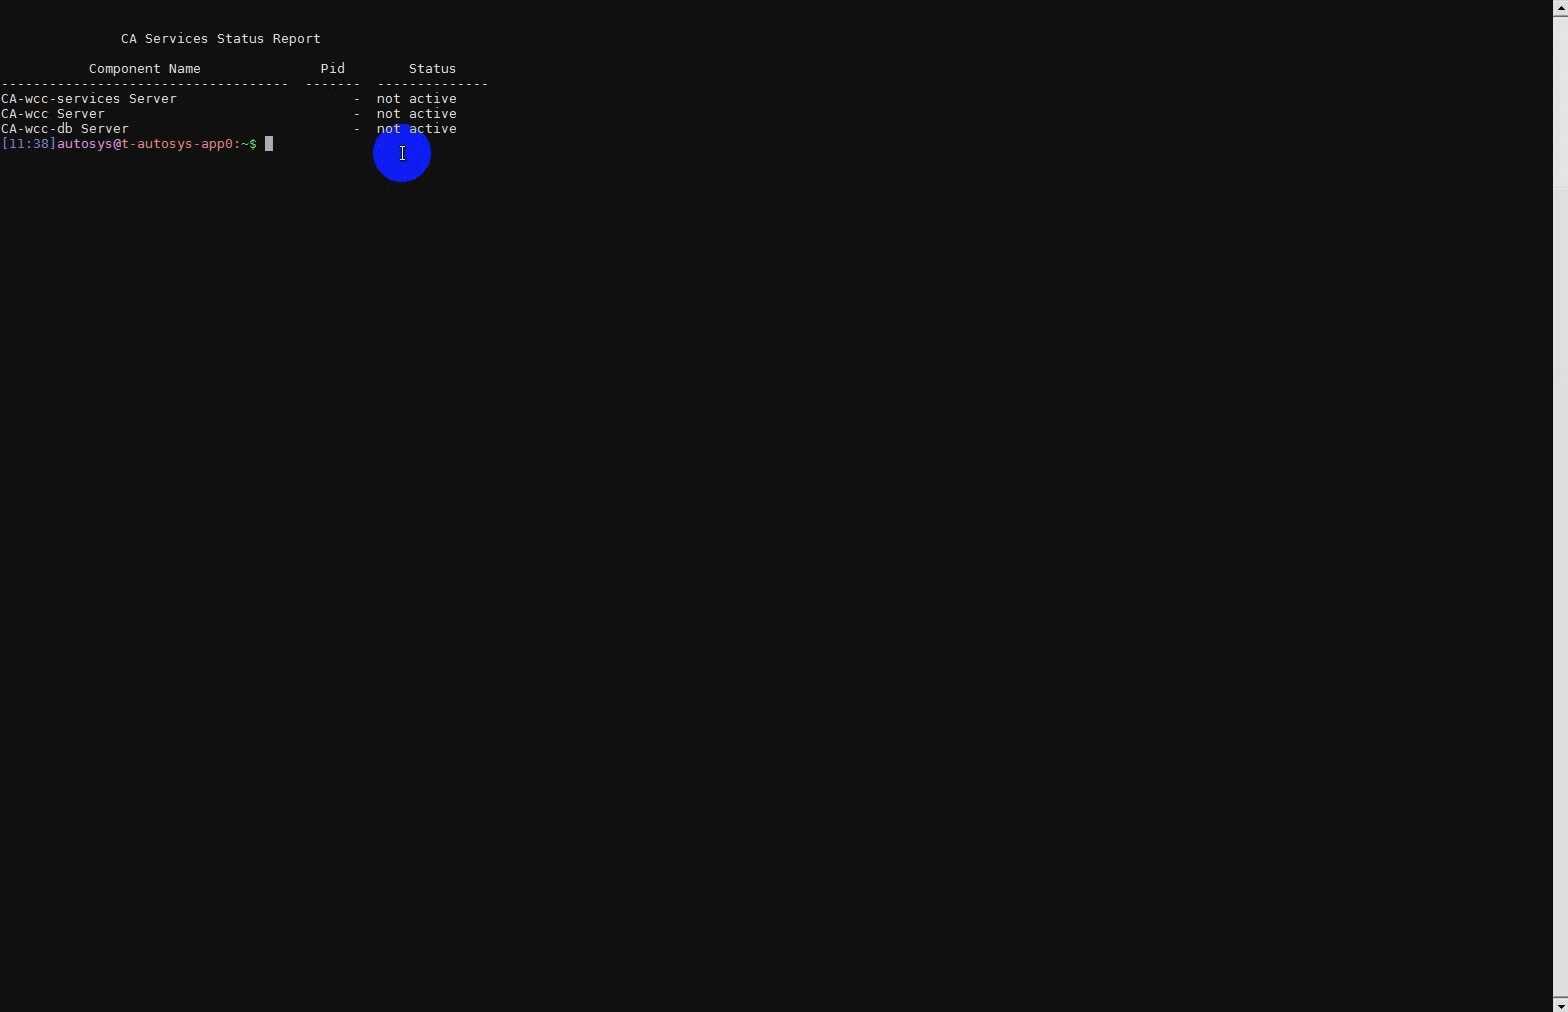 CA Services Status Report
Component Name Pid Status
------------------------------------ ------- --------------
CA-wcc-services Server - not active
CA-wcc Server - not active
CA-wcc-db Server - not active
[11:38]autosys@t-autosys-app0:~$